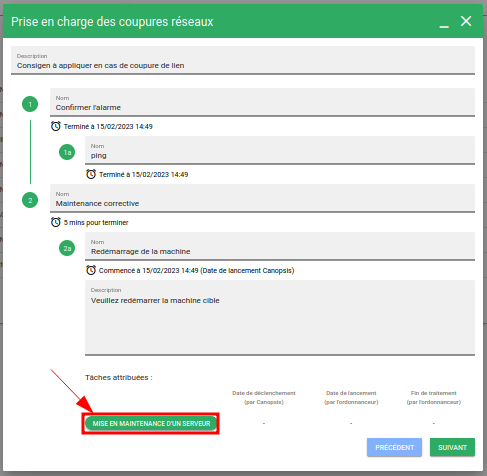 Prise en charge des coupures réseaux
Description
Consigen à appliquer en cas de coupure de lien
1
Nom
Confirmer l'alarme
Terminé à 15/02/2023 14:49
1a
Nom
ping
Terminé à 15/02/2023 14:49
2
Nom
Maintenance corrective
5 mins pour terminer
2a
Nom
Redémarrage de la machine
Commencé à 15/02/2023 14:49 (Date de lancement Canopsis)
Description
Veuillez redémarrer la machine cible
Tâches attribuées :
Date de déclenchement
(par Canopsis)
Date de lancement
(par l'ordonnanceur)
Fin de traitement
(par l'ordonnanceur)
MISE EN MAINTENANCE D'UN SERVEUR
- - -
PRÉCÉDENT SUIVANT